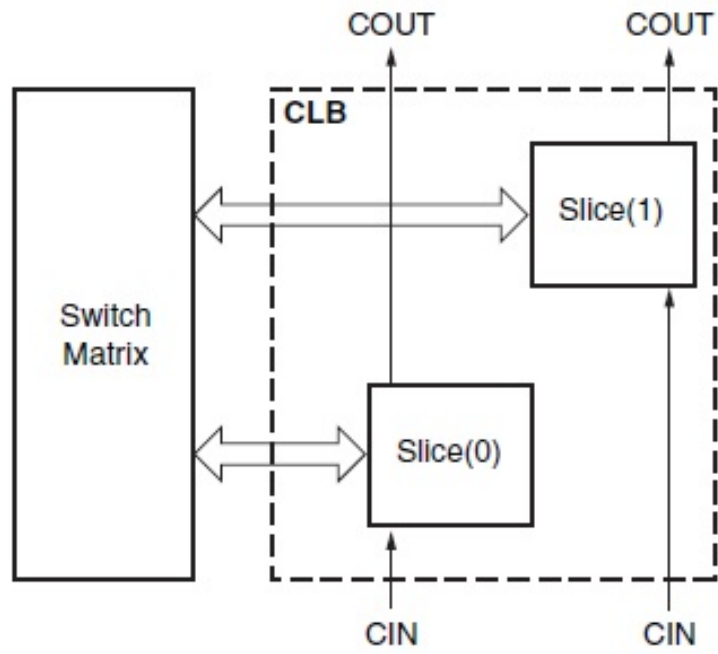 COUT
COUT
CLB
Slice(1)
Switch
Matrix
Slice(0)
CIN
CIN